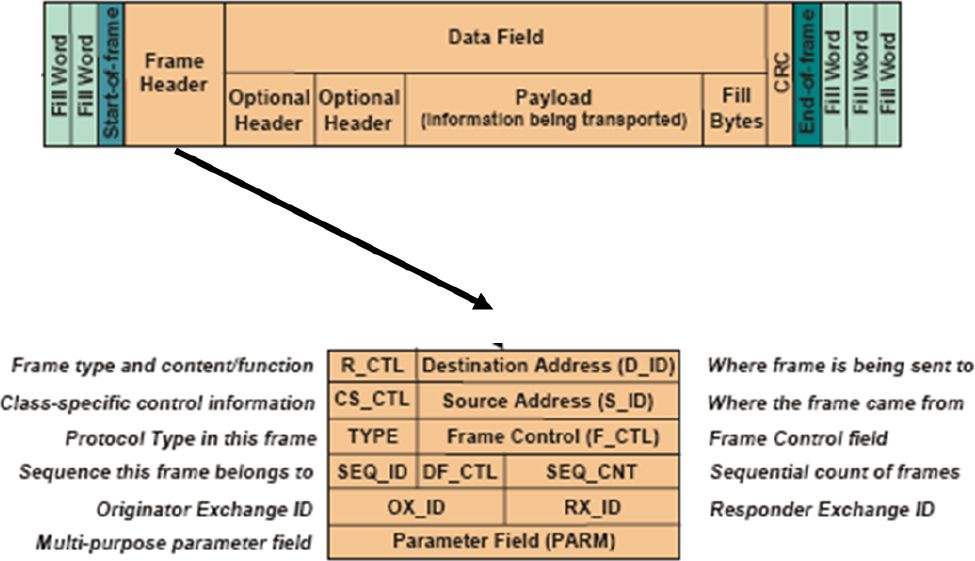 Fill Word
Fill Word
Start-of-frame
Frame
Header
Data Field
Optional
Header
Optional
Header
Payload
(information being transported)
Fill
Bytes
CRC
End-of-frame
Fill Word
Fill Word
Fill Word
Frame type and content/function R_CTL Destination Address (D_ID) Where frame is being sent to
Class-specific control information CS_CTL Source Address (S_ID) Where the frame came from
Protocol Type in this frame TYPE Frame Control (F_CTL) Frame Control field
Sequence this frame belongs to SEQ_ID DF_CTL SEQ_CNT Sequential count of frames
Originator Exchange ID OX_ID RX_ID Responder Exchange ID
Multi-purpose parameter field Parameter Field (PARM)